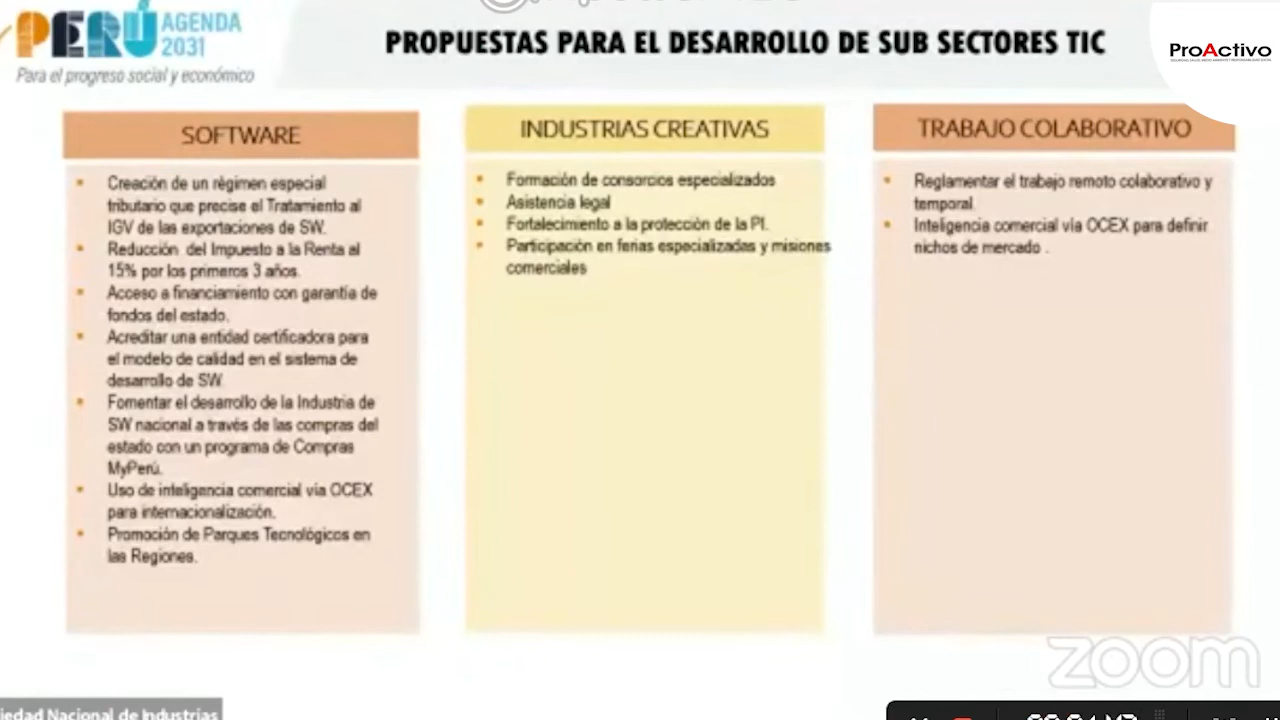 PERÚ AGENDA
2031
Para el progreso social y económico
PROPUESTAS PARA EL DESARROLLO DE SUB SECTORES TIC
ProActivo
SOFTWARE
Creación de un régimen especial
tributario que precise el Tratamiento al
IGV de las exportaciones de SW.
Reducción del Impuesto a la Renta al
15% por los primeros 3 años.
Acceso a financiamiento con garantía de
fondos del estado.
Acreditar una entidad certificadora para
el modelo de calidad en el sistema de
desarrollo de SW.
Fomentar el desarrollo de la Industria de
SW nacional a través de las compras del
estado con un programa de Compras
MyPerú.
Uso de inteligencia comercial vía OCEX
para internacionalización.
Promoción de Parques Tecnológicos en
las Regiones.
INDUSTRIAS CREATIVAS
Formación de consorcios especializados
Asistencia legal
Fortalecimiento a la protección de la PI.
Participación en ferias especializadas y misiones
comerciales
TRABAJO COLABORATIVO
Reglamentar el trabajo remoto colaborativo y
temporal.
Inteligencia comercial vía OCEX para definir
nichos de mercado .
zoom
iedad Nacional de Industrias